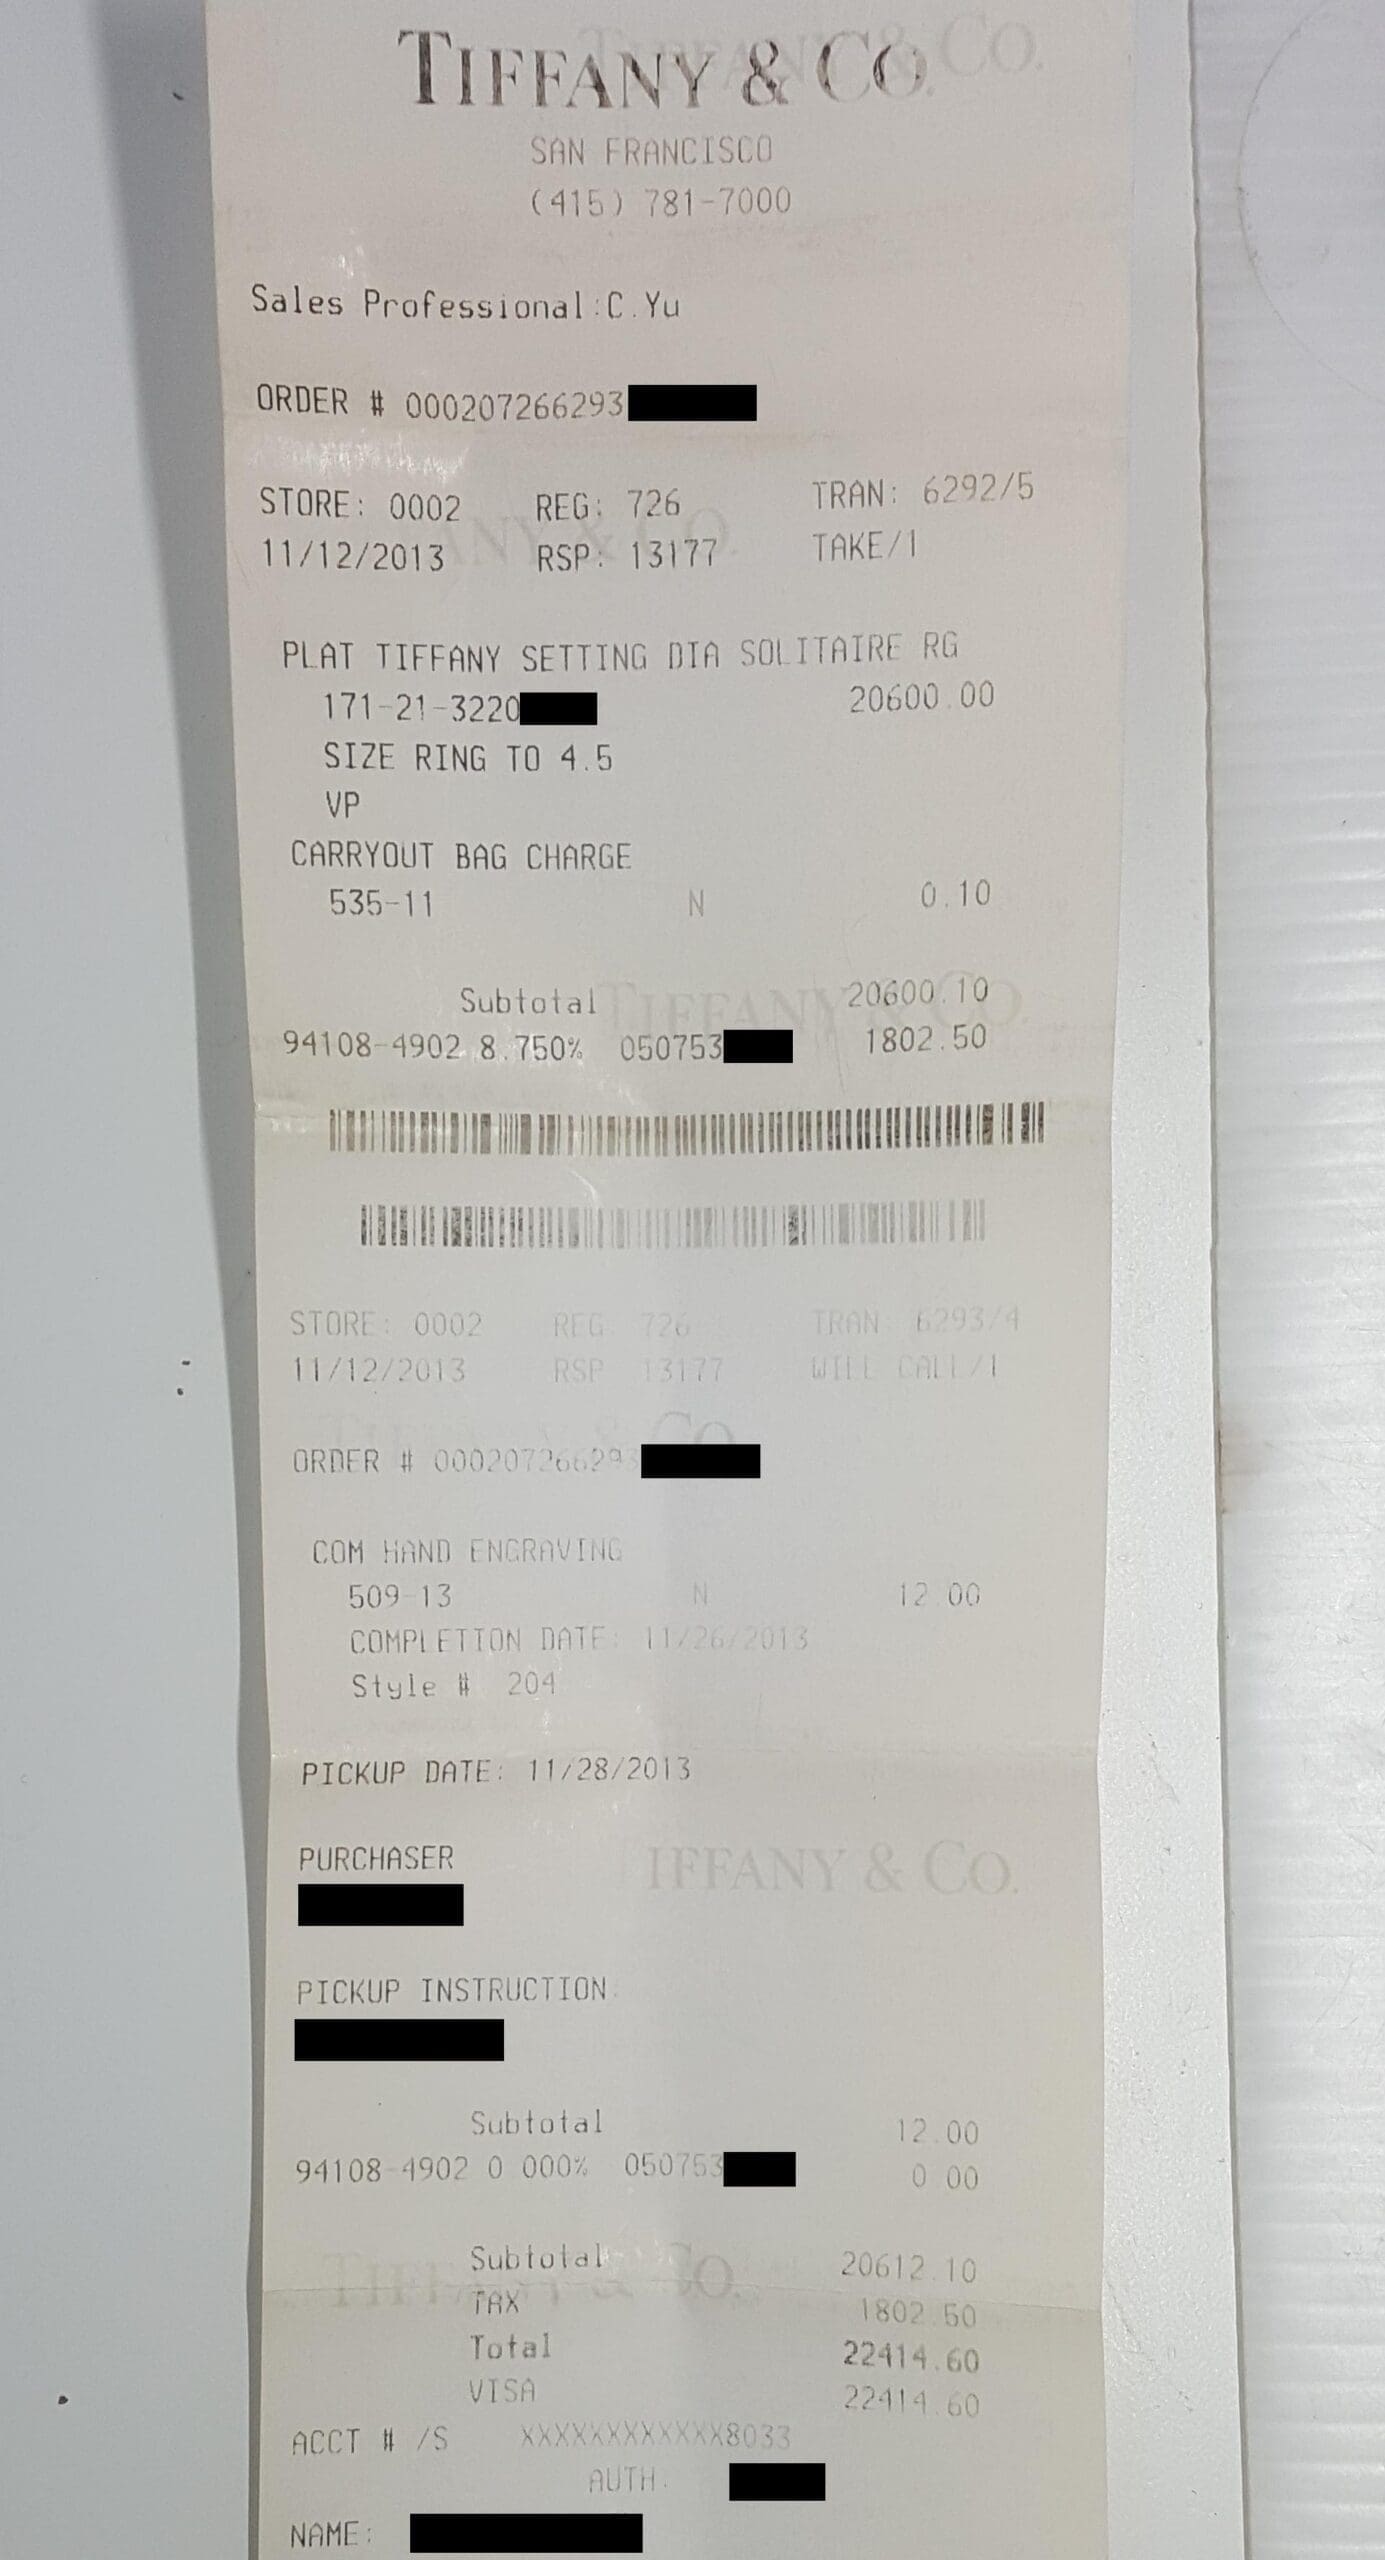 TIFFANY & CO.
SAN FRANCISCO
(415) 781-7000
Sales Professional:C.Yu
ORDER # 000207266293
STORE: 0002 REG: 726 TRAN: 6292/5
11/12/2013 RSP: 13177 TAKE/1
PLAT TIFFANY SETTING DIA SOLITAIRE RG
171-21-3220 20600.00
SIZE RING TO 4.5
VP
CARRYOUT BAG CHARGE
535-11 N 0.10
Subtotal 20600.10
94108-4902 8.750% 050753 1802.50
STORE: 0002 REG 726 TRAN 6293/4
11/12/2013 RSP 13177 WILL CALL/1
ORDER # 000207266293
COM HAND ENGRAVING
509-13 N 12.00
COMPLETION DATE: 11/26/2013
Style # 204
PICKUP DATE: 11/28/2013
PURCHASER
IFFANY & CO.
PICKUP INSTRUCTION
Subtotal 12.00
94108-4902 0 000% 050753 0 00
Subtotal 20612.10
TAX 1802.50
Total 22414.60
VISA 22414.60
ACCT # /S XXXXXXXXXXXX8033
AUTH.
NAME: